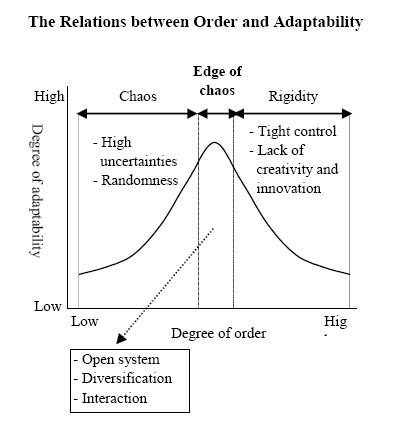 The Relations between Order and Adaptability
Edge of
chaos
High
Chaos
Rigidity
Degree of adaptability
- High
uncertainties
- Randomness
- Tight control
- Lack of
creativity and
innovation
Low
Low
Degree of order
Hig
- Open system
- Diversification
- Interaction